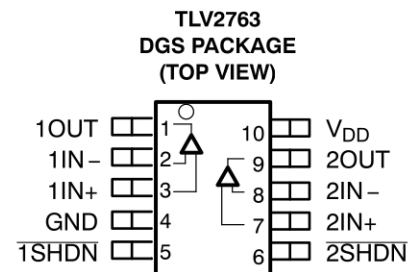 TLV2763
DGS PACKAGE
(TOP VIEW)
1OUT 1 10 VDD
1IN− 2 9 2OUT
1IN+ 3 8 2IN−
GND 4 7 2IN+
1SHDN 5 6 2SHDN